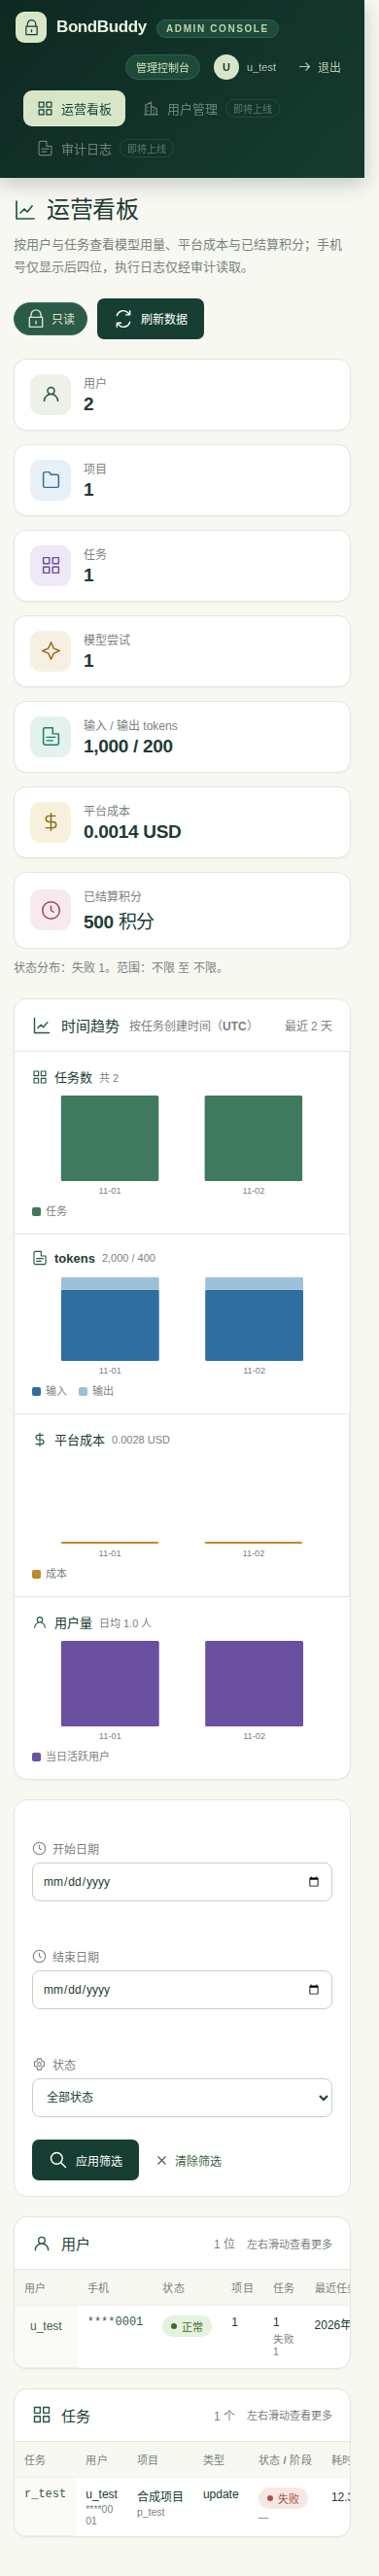 BondBuddy ADMIN CONSOLE
管理控制台 U u_test 退出
运营看板 用户管理 即将上线
审计日志 即将上线
运营看板
按用户与任务查看模型用量、平台成本与已结算积分；手机
号仅显示后四位，执行日志仅经审计读取。
只读 刷新数据
用户
2
项目
1
任务
1
模型尝试
1
输入 / 输出 tokens
1,000 / 200
平台成本
0.0014 USD
已结算积分
500 积分
状态分布：失败 1。范围：不限 至 不限。
时间趋势 按任务创建时间（UTC） 最近 2 天
任务数 共 2
11-01 11-02
任务
tokens 2,000 / 400
11-01 11-02
输入 输出
平台成本 0.0028 USD
11-01 11-02
成本
用户量 日均 1.0 人
11-01 11-02
当日活跃用户
开始日期
mm/dd/yyyy
结束日期
mm/dd/yyyy
状态
全部状态
应用筛选 清除筛选
用户 1 位 左右滑动查看更多
用户 手机 状态 项目 任务 最近任
u_test ****0001 正常 1 1 2026年
失败
1
任务 1 个 左右滑动查看更多
任务 用户 项目 类型 状态 / 阶段 耗时
r_test u_test 合成项目 update 失败 12.3
****00 p_test —
01